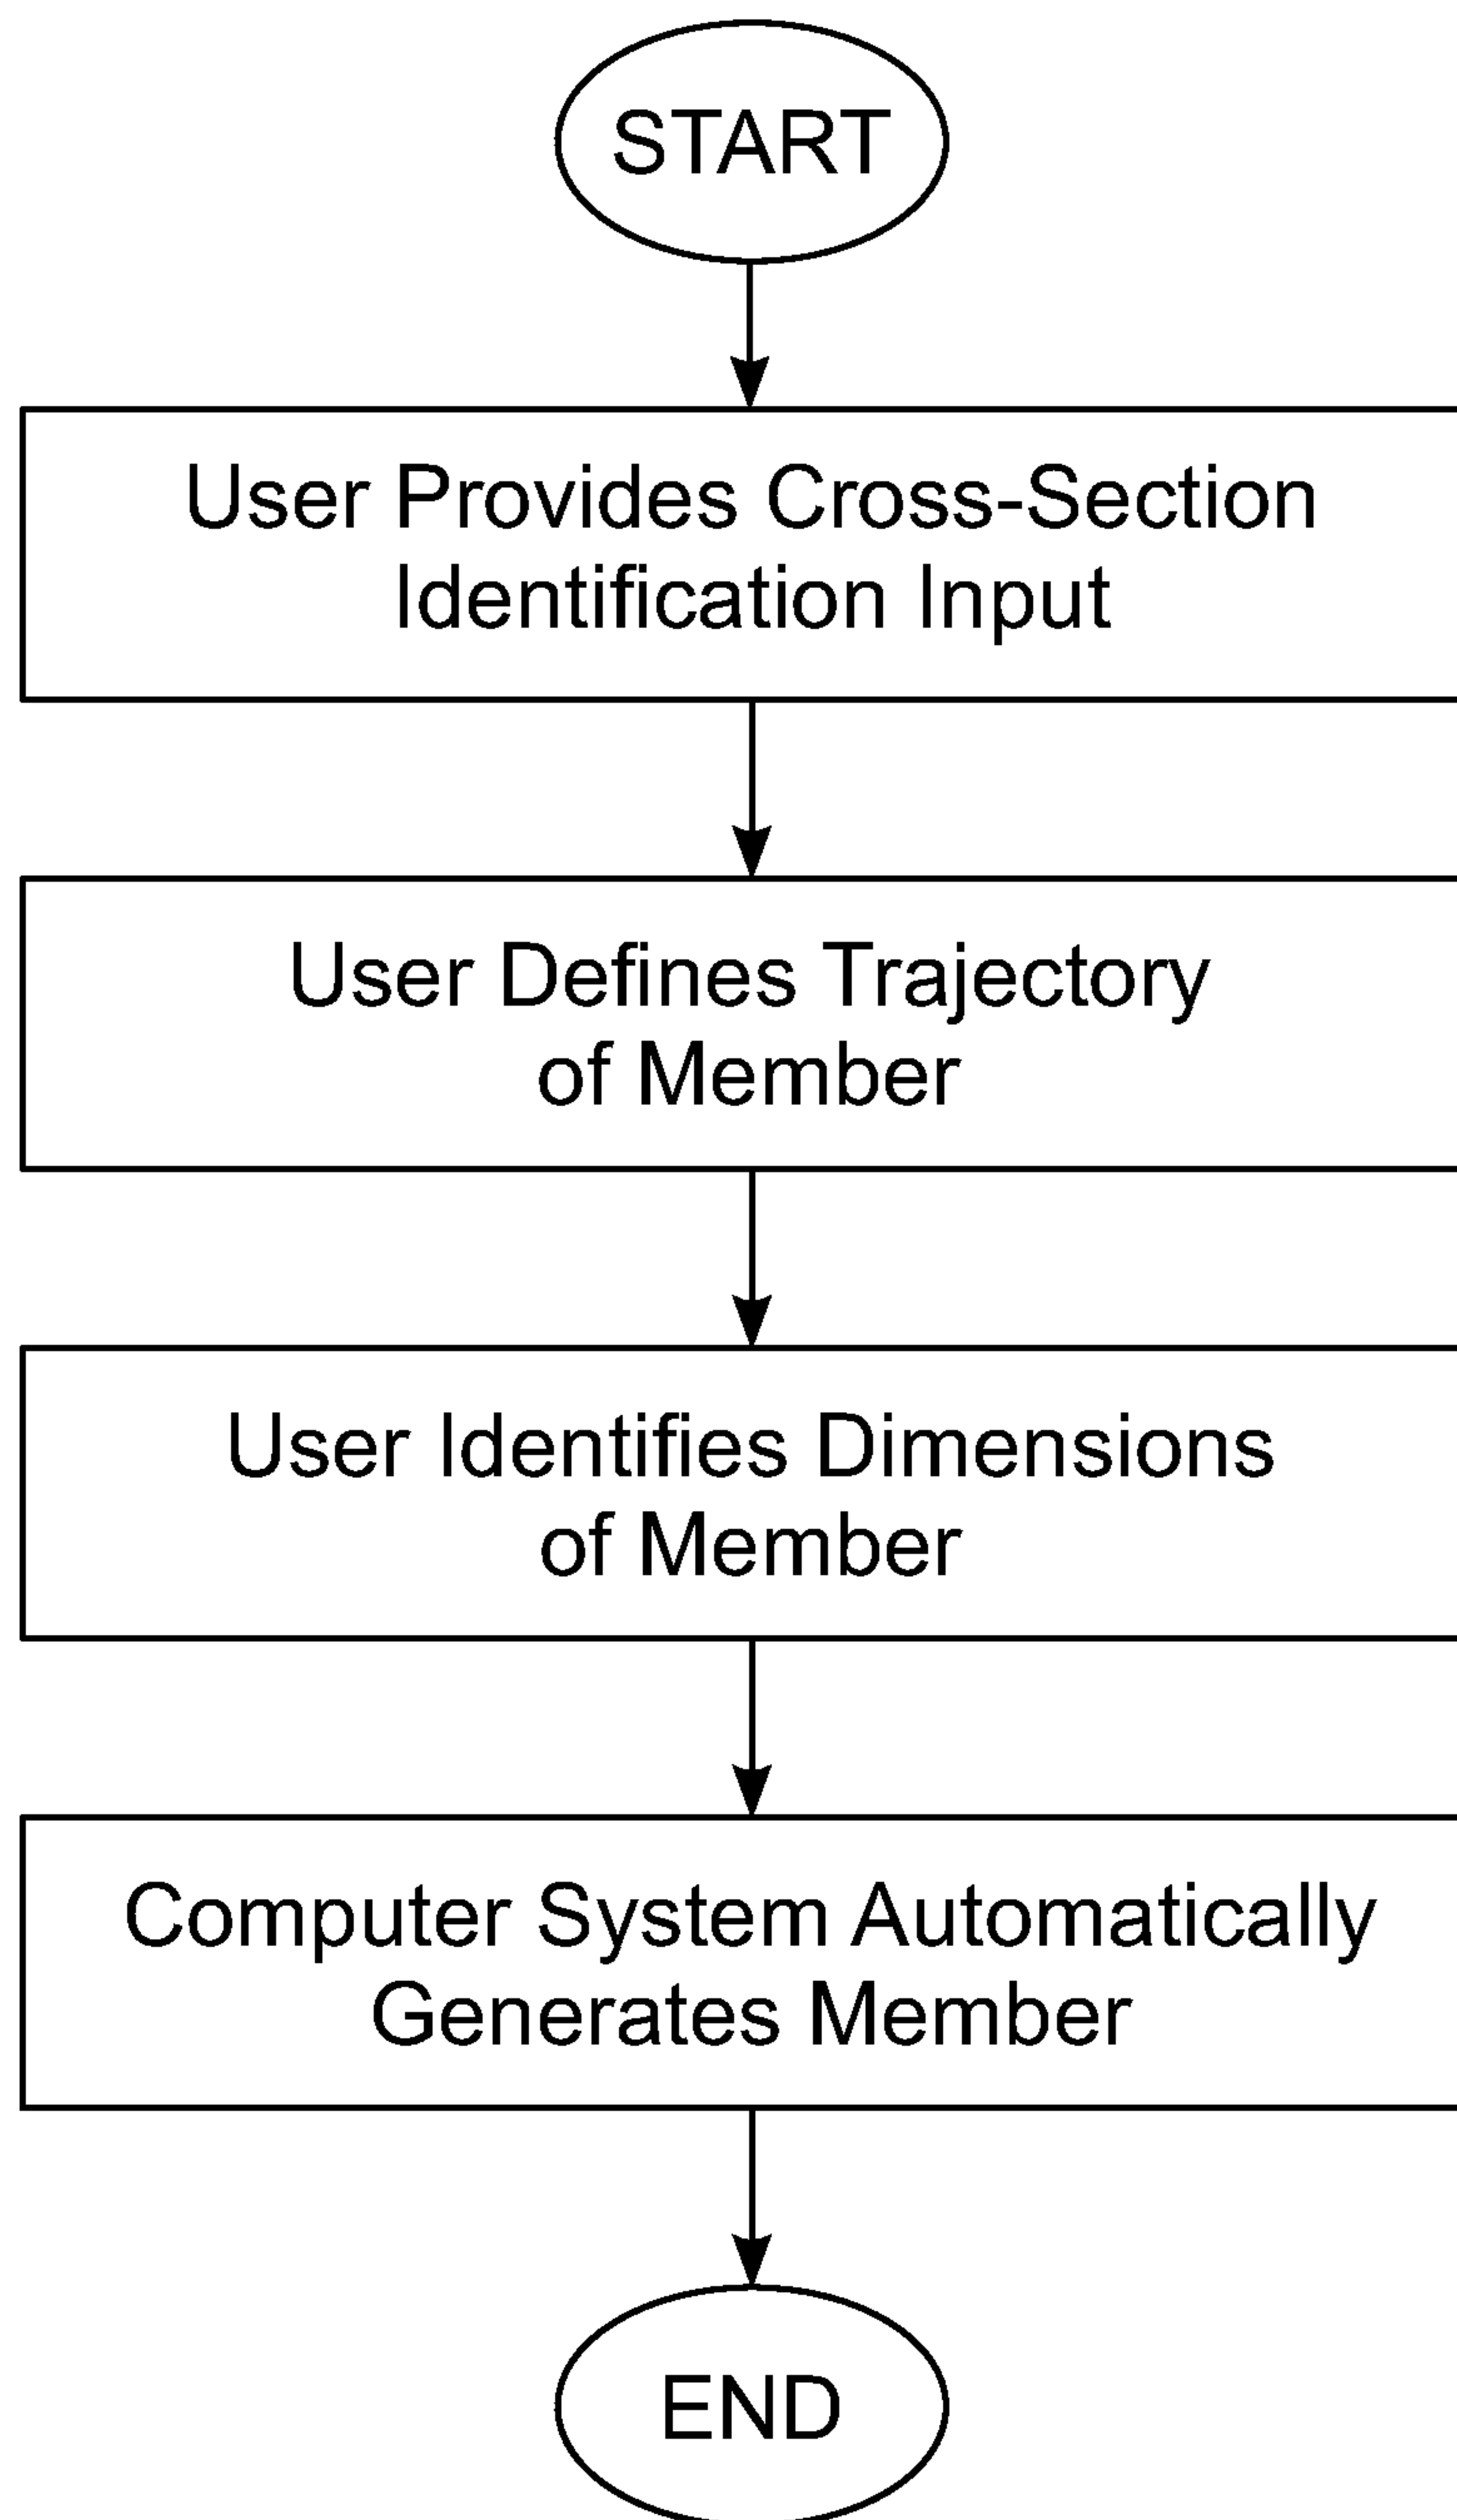 START
User Provides Cross-Section
Identification Input
User Defines Trajectory
of Member
User Identifies Dimensions
of Member
Computer System Automatically
Generates Member
END